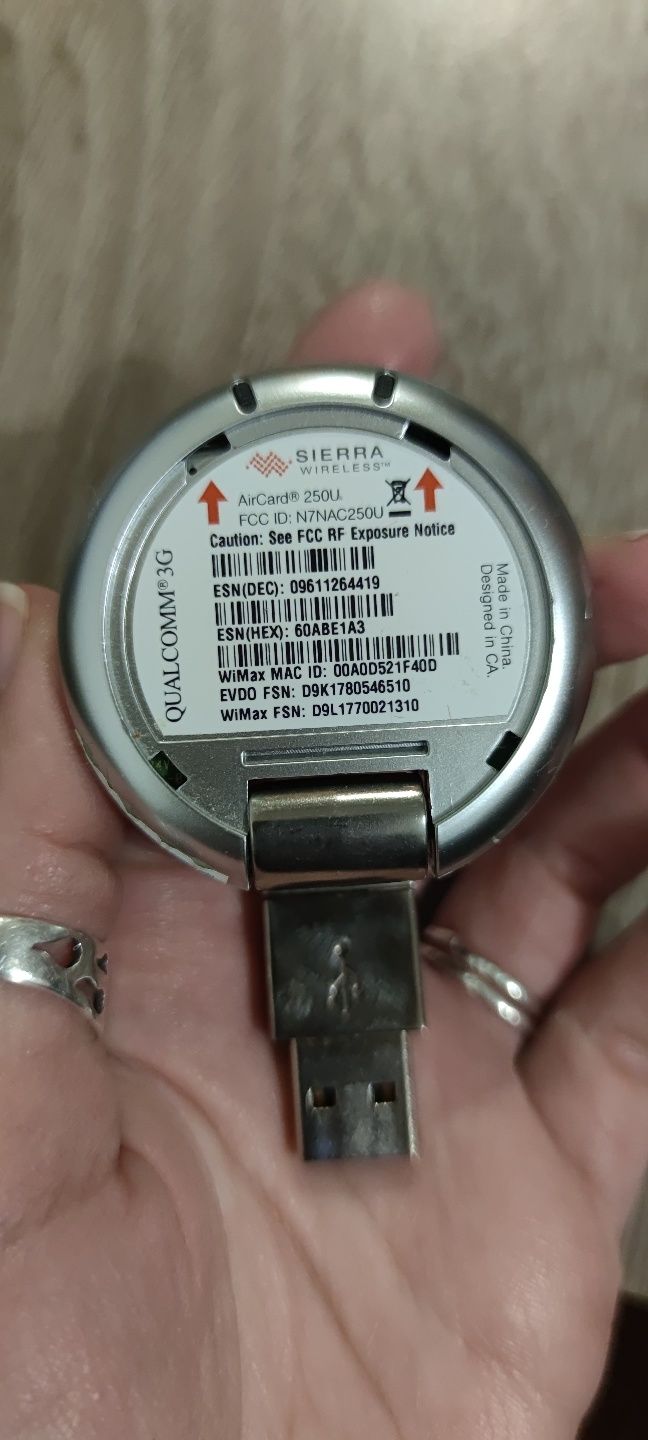 SIERRA
WIRELESS™
AirCard® 250U
FCC ID: N7NAC250U
Caution: See FCC RF Exposure Notice
ESN(DEC): 09611264419
ESN(HEX): 60ABE1A3
WiMax MAC ID: 00A0D521F40D
EVDO FSN: D9K1780546510
WiMax FSN: D9L1770021310
QUALCOMM® 3G
Made in China.
Designed in CA.